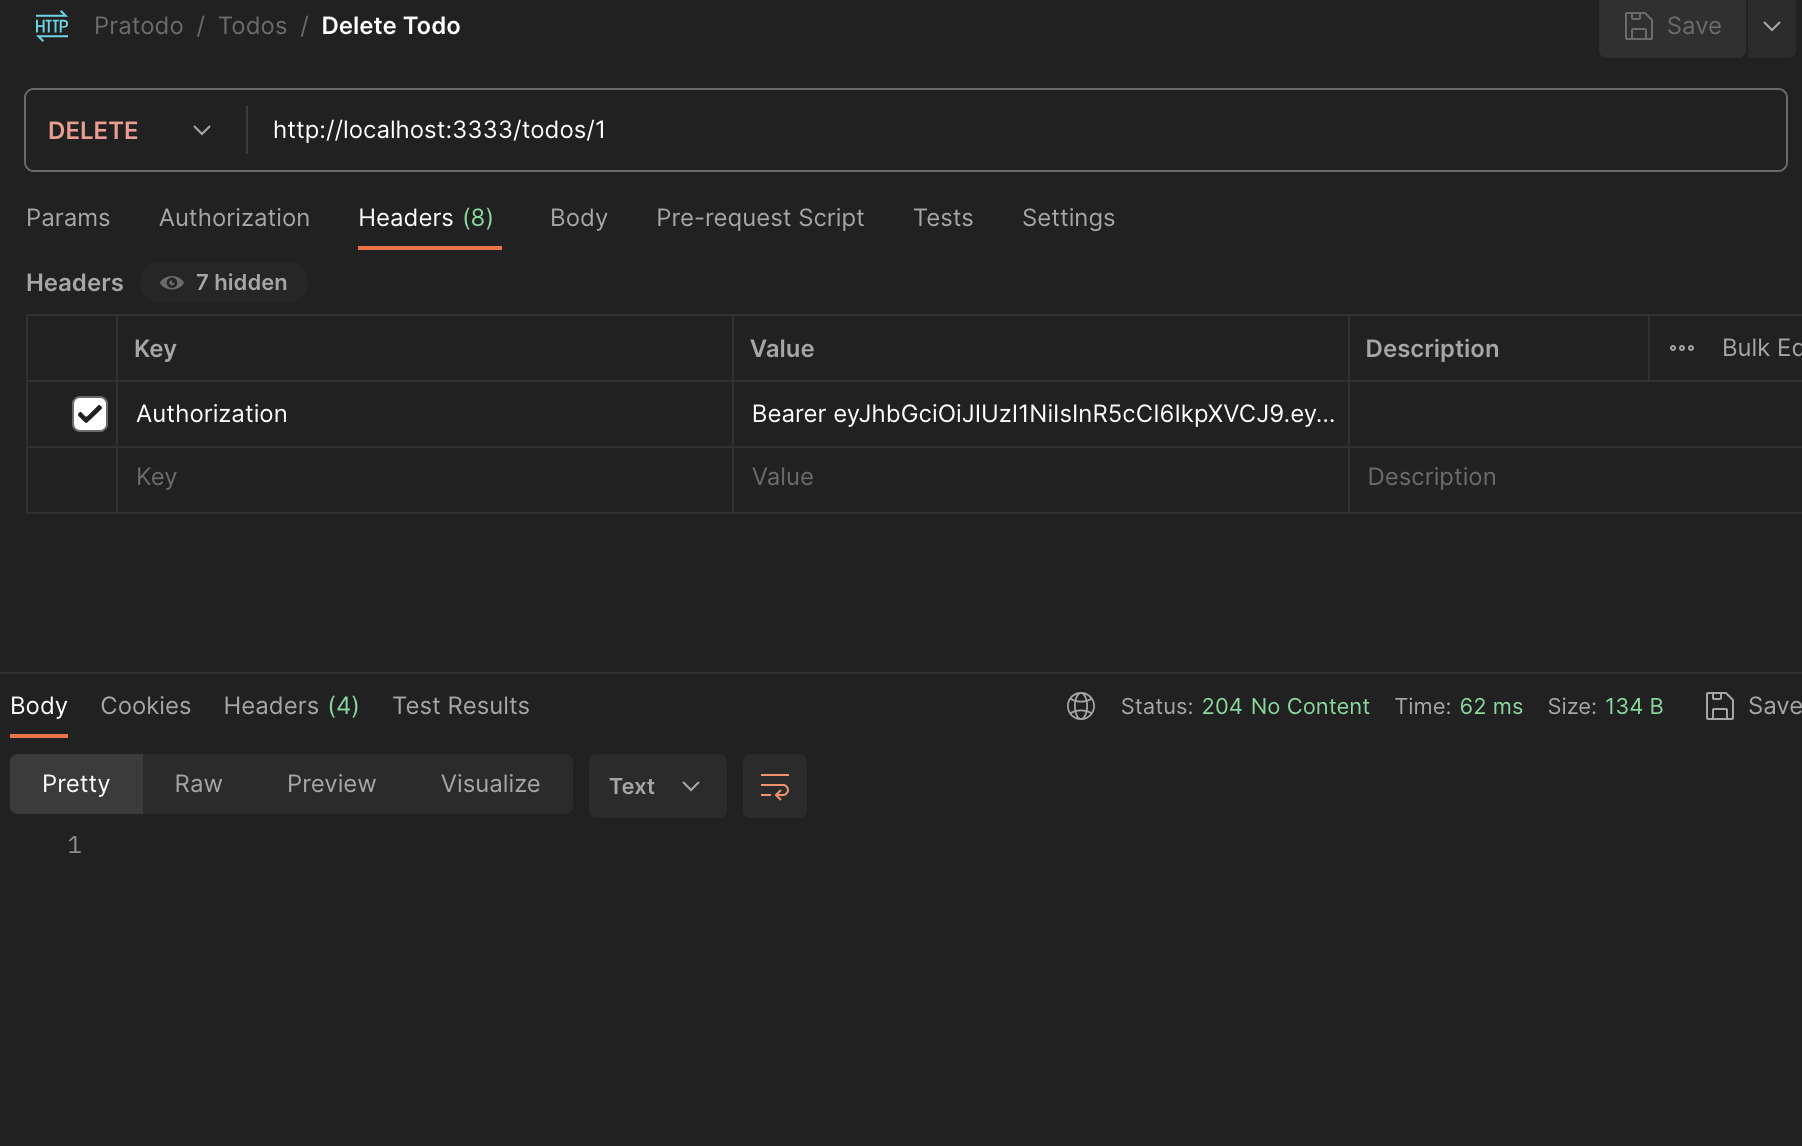 HTTP Pratodo / Todos / Delete Todo Save
DELETE http://localhost:3333/todos/1
Params Authorization Headers (8) Body Pre-request Script Tests Settings
Headers 7 hidden
Key Value Description Bulk Ed
Authorization Bearer eyJhbGciOiJIUzI1NiIsInR5cCI6IkpXVCJ9.ey...
Key Value Description
Body Cookies Headers (4) Test Results Status: 204 No Content Time: 62 ms Size: 134 B Save
Pretty Raw Preview Visualize Text
1